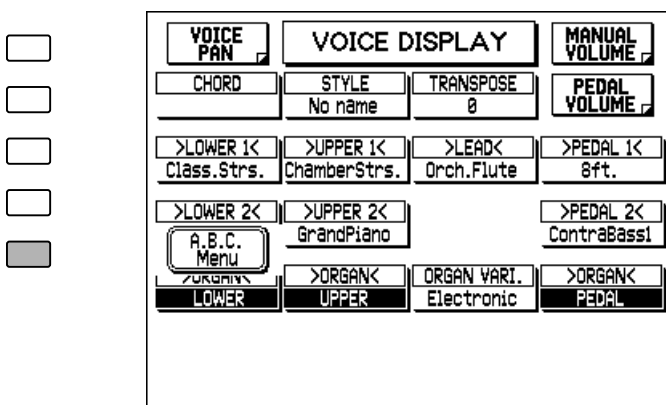 VOICE PAN
VOICE DISPLAY
MANUAL VOLUME
CHORD
STYLE
No name
TRANSPOSE
0
PEDAL VOLUME
>LOWER 1<
Class.Strs.
>UPPER 1<
ChamberStrs.
>LEAD<
Orch.Flute
>PEDAL 1<
8ft.
>LOWER 2<
A.B.C.
Menu
>UPPER 2<
GrandPiano
>PEDAL 2<
ContraBass1
>ORGAN<
LOWER
>ORGAN<
UPPER
ORGAN VARI.
Electronic
>ORGAN<
PEDAL